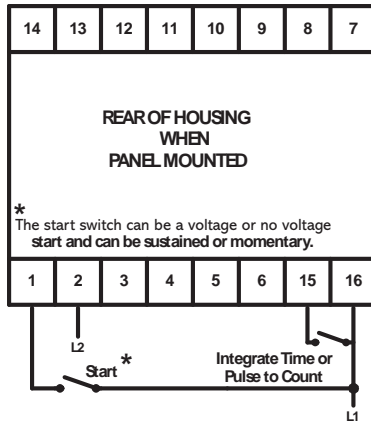 14 13 12 11 10 9 8 7
REAR OF HOUSING
WHEN
PANEL MOUNTED
*
The start switch can be a voltage or no voltage
start and can be sustained or momentary.
1 2 3 4 5 6 15 16
L2
Start *
Integrate Time or
Pulse to Count
L1